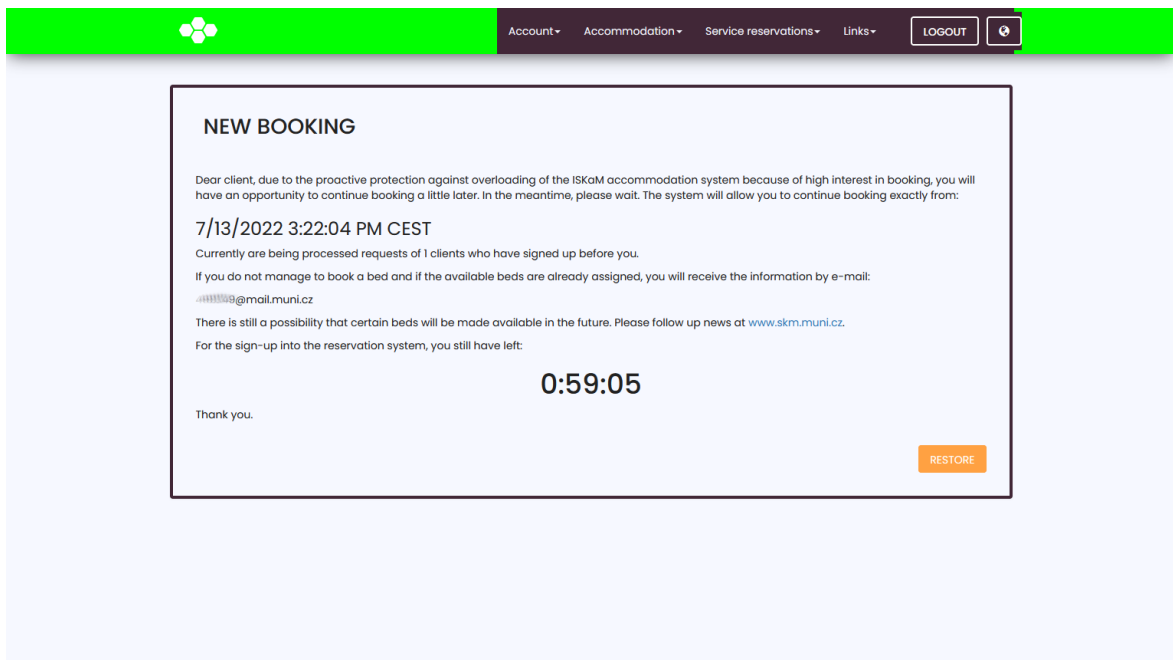 Account
Accommodation
Service reservations
Links
LOGOUT
NEW BOOKING
Dear client, due to the proactive protection against overloading of the ISKaM accommodation system because of high interest in booking, you will
have an opportunity to continue booking a little later. In the meantime, please wait. The system will allow you to continue booking exactly from:
7/13/2022 3:22:04 PM CEST
Currently are being processed requests of 1 clients who have signed up before you.
If you do not manage to book a bed and if the available beds are already assigned, you will receive the information by e-mail:
@mail.muni.cz
There is still a possibility that certain beds will be made available in the future. Please follow up news at www.skm.muni.cz.
For the sign-up into the reservation system, you still have left:
0:59:05
Thank you.
RESTORE